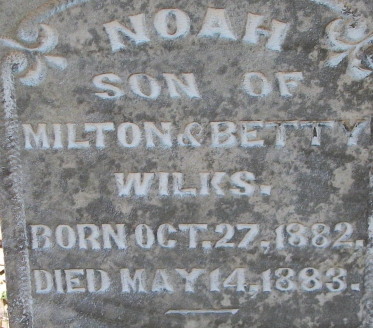 NOAH
SON OF
MILTON & BETTY
WILKS.
BORN OCT. 27, 1882.
DIED MAY 14, 1883.